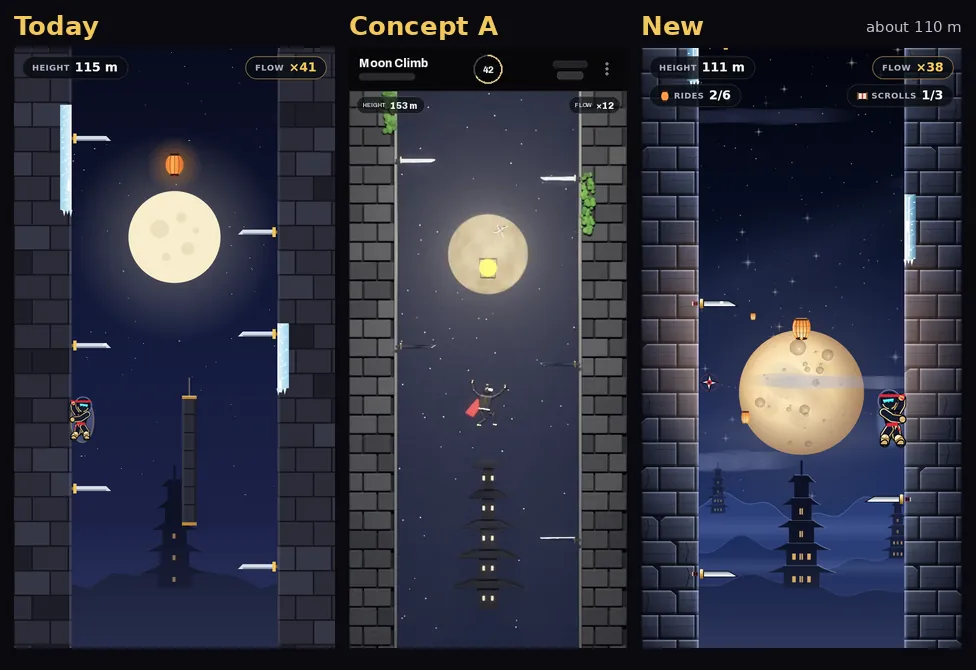 Today
HEIGHT 115 m
FLOW ×41
Concept A
Moon Climb
42
HEIGHT 153 m
FLOW ×12
New
about 110 m
HEIGHT 111 m
FLOW ×38
RIDES 2/6
SCROLLS 1/3